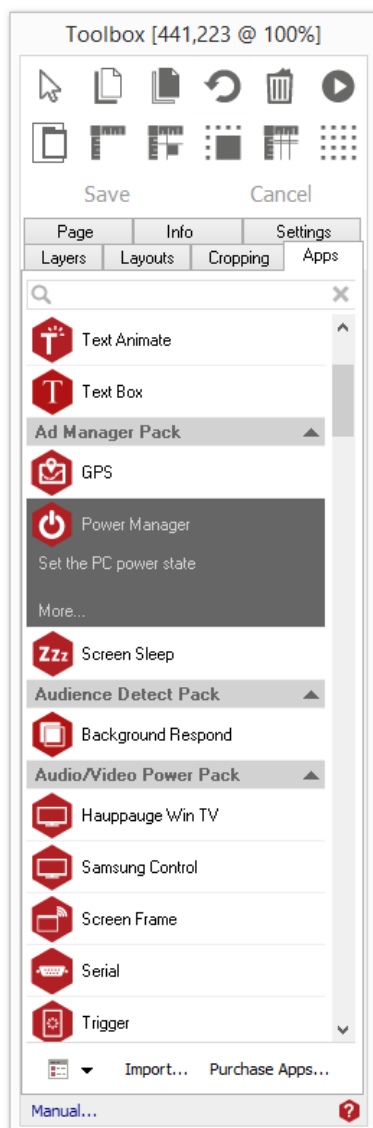 Toolbox [441,223 @ 100%]
Save Cancel
Page Info Settings
Layers Layouts Cropping Apps
T Text Animate
T Text Box
Ad Manager Pack
GPS
Power Manager
Set the PC power state
More...
Zzz Screen Sleep
Audience Detect Pack
Background Respond
Audio/Video Power Pack
Hauppauge Win TV
Samsung Control
Screen Frame
Serial
Trigger
Import... Purchase Apps...
Manual... ?